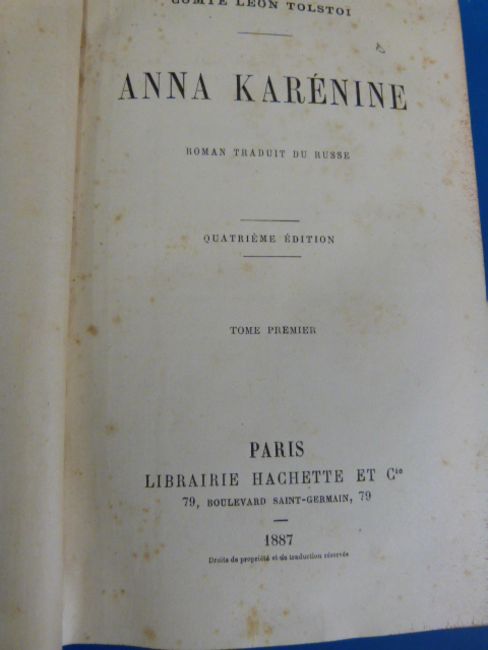 COMTE LÉON TOLSTOI
ANNA KARÉNINE
ROMAN TRADUIT DU RUSSE
QUATRIÈME ÉDITION
TOME PREMIER
PARIS
LIBRAIRIE HACHETTE ET Cie
79, BOULEVARD SAINT-GERMAIN, 79
1887
Droits de propriété et de traduction réservés